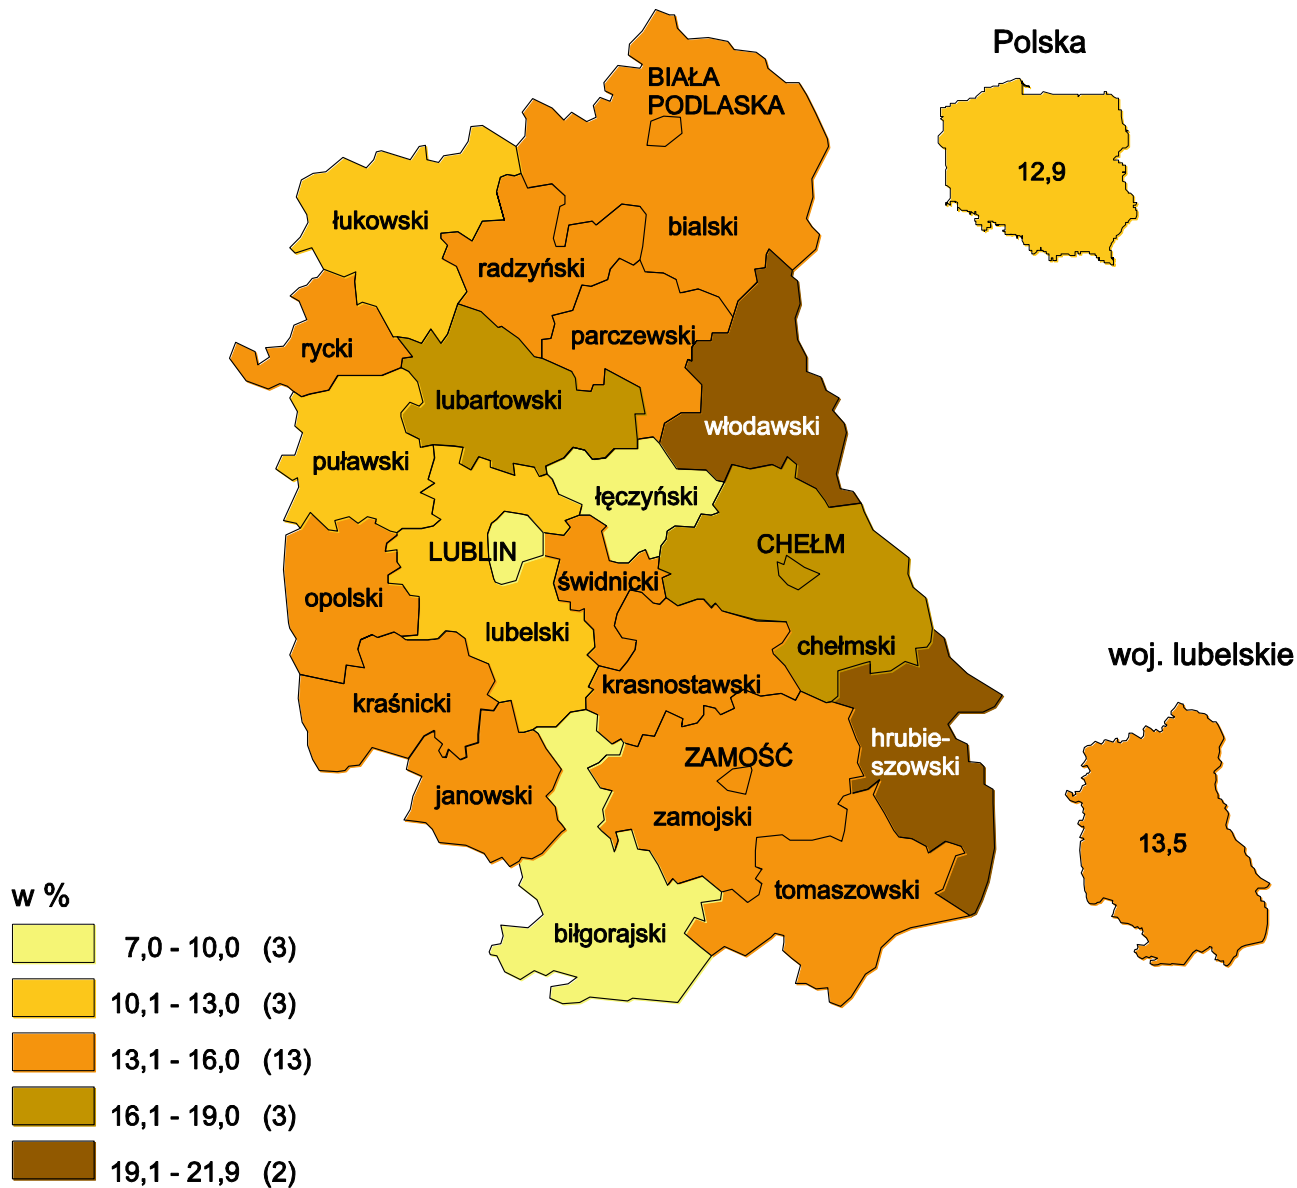 Polska
BIAŁA
PODLASKA
12,9
łukowski
bialski
radzyński
parczewski
rycki
lubartowski
włodawski
puławski
łęczyński
LUBLIN
CHEŁM
świdnicki
opolski
lubelski
chełmski
woj. lubelskie
krasnostawski
kraśnicki
hrubie-
szowski
ZAMOŚĆ
janowski
zamojski
13,5
tomaszowski
biłgorajski
w %
7,0 - 10,0 (3)
10,1 - 13,0 (3)
13,1 - 16,0 (13)
16,1 - 19,0 (3)
19,1 - 21,9 (2)